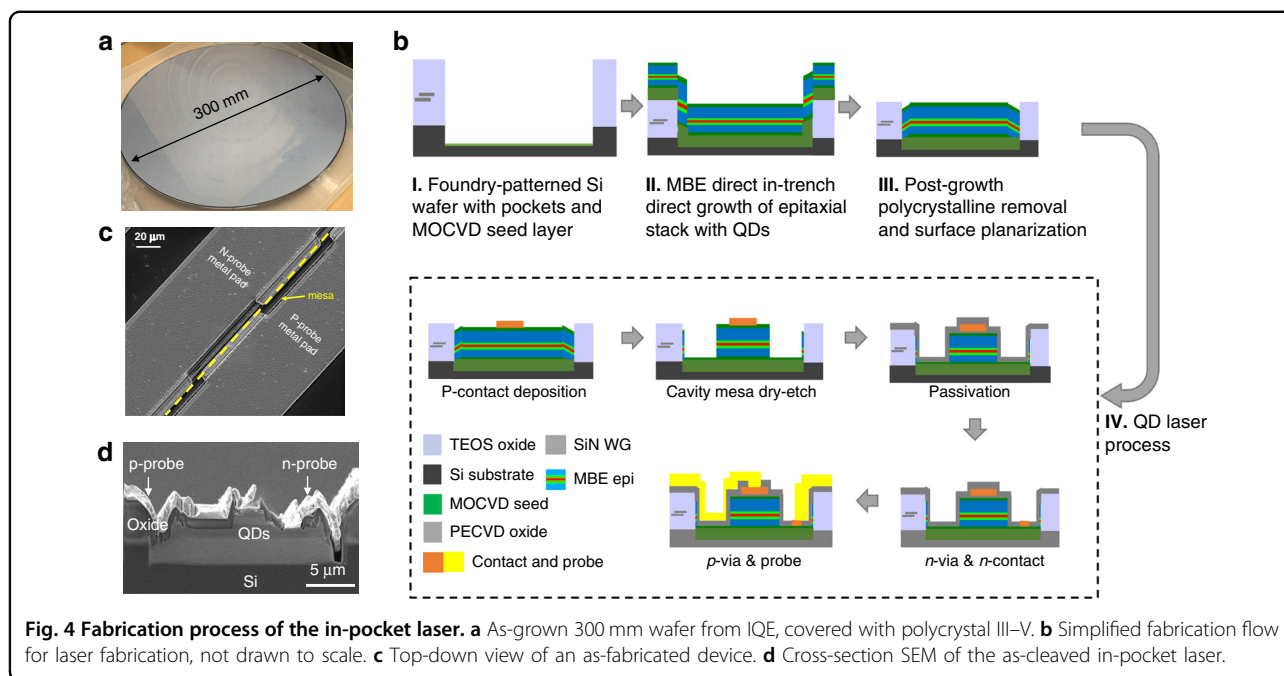 a
300 mm
b
I. Foundry-patterned Si
wafer with pockets and
MOCVD seed layer
II. MBE direct in-trench
direct growth of epitaxial
stack with QDs
III. Post-growth
polycrystalline removal
and surface planarization
c
20 μm
N-probe
metal pad
mesa
P-probe
metal pad
P-contact deposition
Cavity mesa dry-etch
Passivation
IV. QD laser
process
TEOS oxide
SiN WG
Si substrate
MBE epi
MOCVD seed
PECVD oxide
Contact and probe
p-via & probe
n-via & n-contact
d
p-probe
n-probe
Oxide
QDs
Si
5 μm
Fig. 4 Fabrication process of the in-pocket laser. a As-grown 300 mm wafer from IQE, covered with polycrystal III–V. b Simplified fabrication flow
for laser fabrication, not drawn to scale. c Top-down view of an as-fabricated device. d Cross-section SEM of the as-cleaved in-pocket laser.